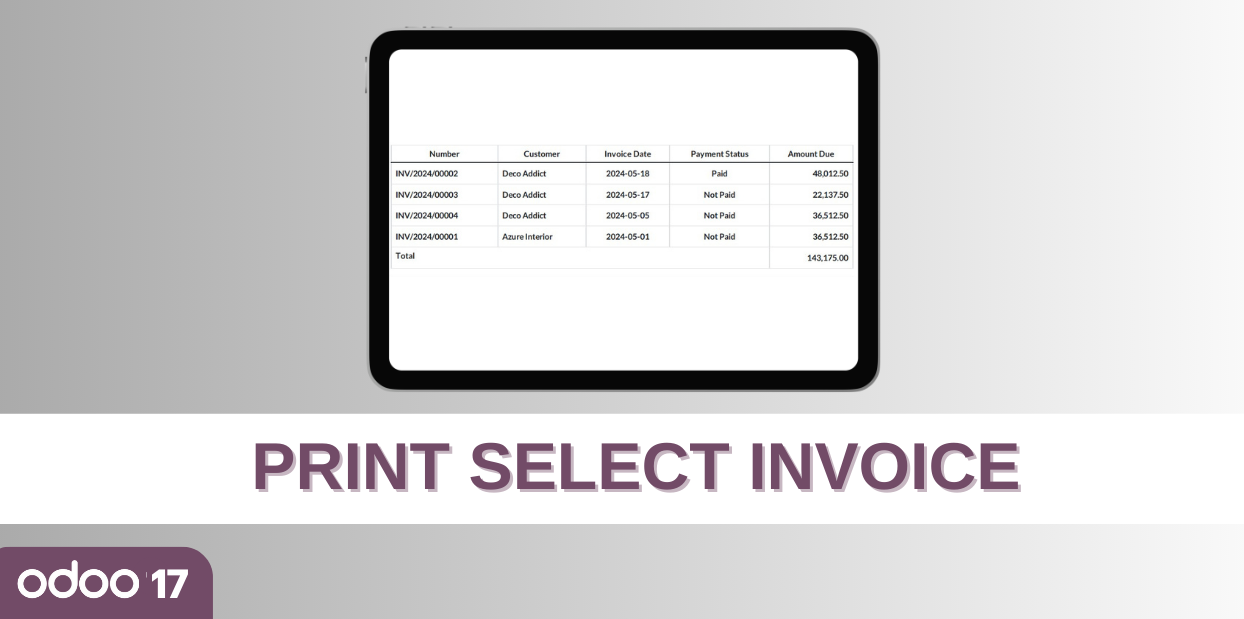 Number Customer Invoice Date Payment Status Amount Due
INV/2024/00002 Deco Addict 2024-05-18 Paid 48,012.50
INV/2024/00003 Deco Addict 2024-05-17 Not Paid 22,137.50
INV/2024/00004 Deco Addict 2024-05-05 Not Paid 36,512.50
INV/2024/00001 Azure Interior 2024-05-01 Not Paid 36,512.50
Total 143,175.00
PRINT SELECT INVOICE
odoo 17